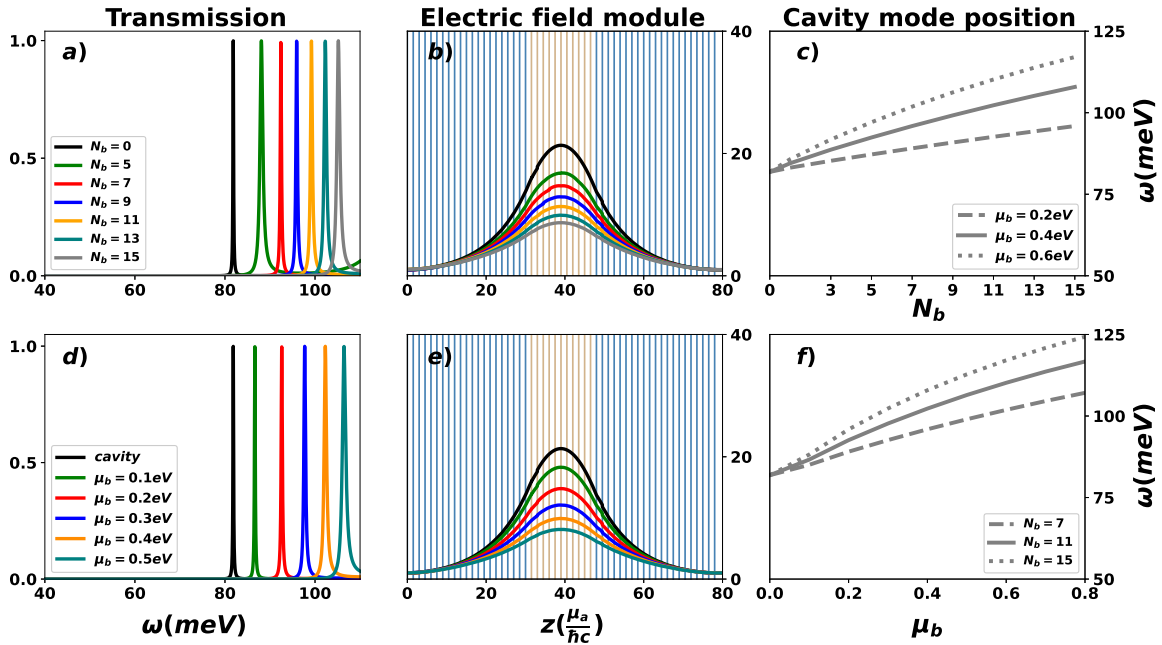 Transmission
Electric field module
Cavity mode position
a)
1.0
0.5
0.0
N_b = 0
N_b = 5
N_b = 7
N_b = 9
N_b = 11
N_b = 13
N_b = 15
40 60 80 100
b)
40
20
0
0 20 40 60 80
c)
125
100
75
50
ω(meV)
μ_b = 0.2eV
μ_b = 0.4eV
μ_b = 0.6eV
0 3 5 7 9 11 13 15
N_b
d)
1.0
0.5
0.0
cavity
μ_b = 0.1eV
μ_b = 0.2eV
μ_b = 0.3eV
μ_b = 0.4eV
μ_b = 0.5eV
40 60 80 100
ω(meV)
e)
40
20
0
0 20 40 60 80
z(μ_a/ħc)
f)
125
100
75
50
ω(meV)
N_b = 7
N_b = 11
N_b = 15
0.0 0.2 0.4 0.6 0.8
μ_b